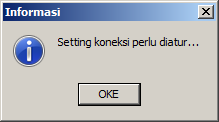 Informasi
Setting koneksi perlu diatur...
OKE